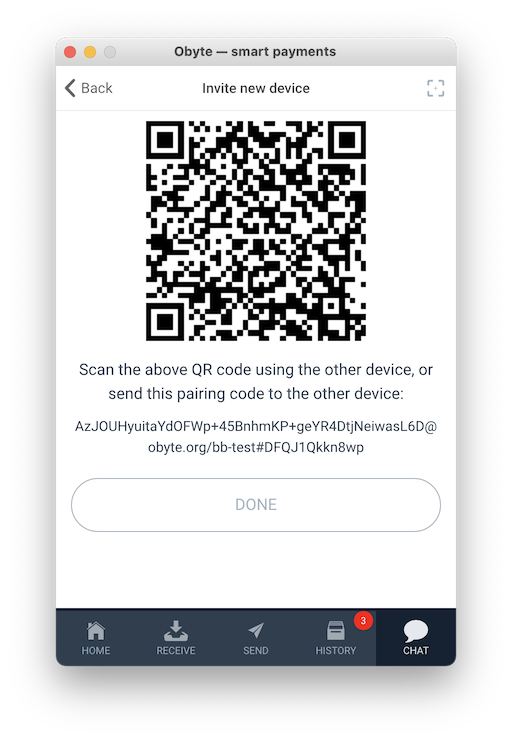 Obyte — smart payments
Back
Invite new device
Scan the above QR code using the other device, or
send this pairing code to the other device:
AzJOUHyuitaYdOFWp+45BnhmKP+geYR4DtjNeiwasL6D@
obyte.org/bb-test#DFQJ1Qkkn8wp
DONE
3
HOME
RECEIVE
SEND
HISTORY
CHAT